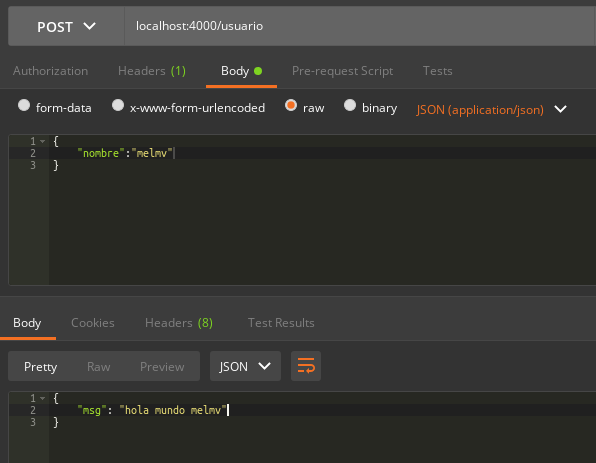 POST localhost:4000/usuario
Authorization Headers (1) Body Pre-request Script Tests
form-data x-www-form-urlencoded raw binary JSON (application/json)
1 {
2 "nombre":"melmv"
3 }
Body Cookies Headers (8) Test Results
Pretty Raw Preview JSON
1 {
2 "msg": "hola mundo melmv"
3 }